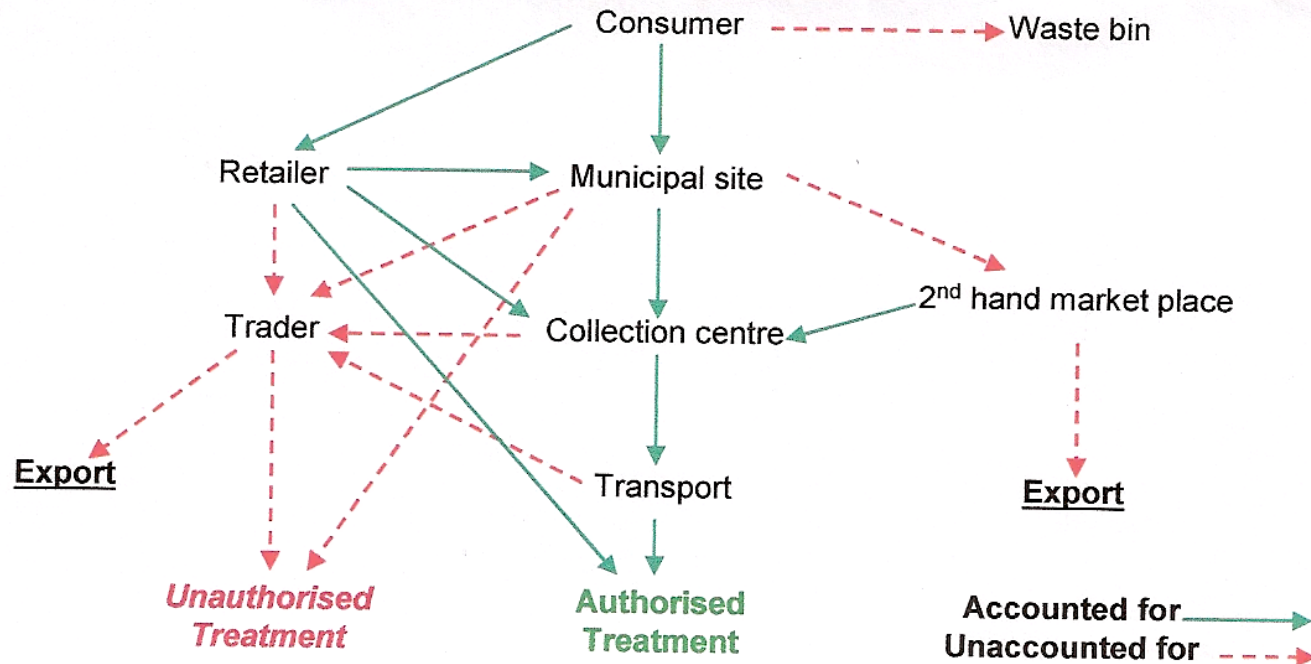 Consumer
Waste bin
Retailer
Municipal site
2nd hand market place
Trader
Collection centre
Export
Transport
Export
Unauthorised
Treatment
Authorised
Treatment
Accounted for
Unaccounted for